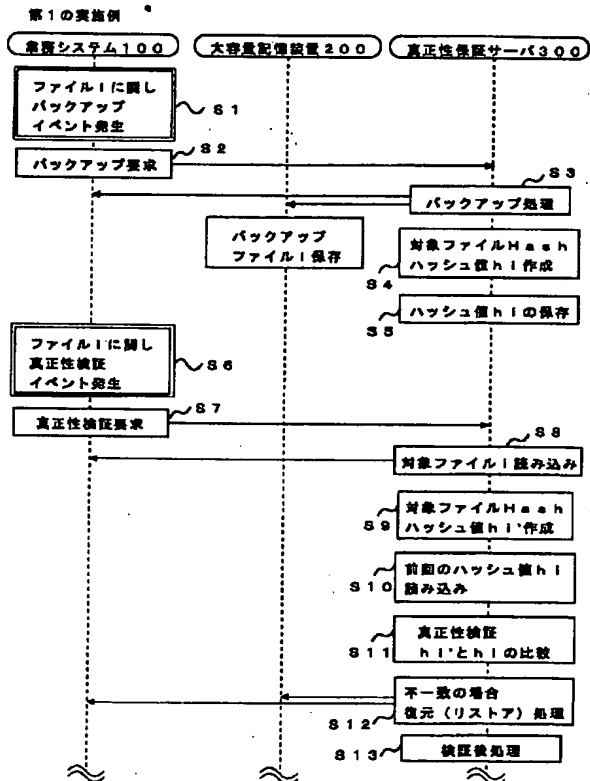 第1の実施例
業務システム100
大容量記憶装置200
真正性保証サーバ300
ファイルiに関し
バックアップ
イベント発生
S1
S2
バックアップ要求
S3
バックアップ処理
バックアップ
ファイルi保存
対象ファイルHash
ハッシュ値hi作成
S4
ハッシュ値hiの保存
S5
ファイルiに関し
真正性検証
イベント発生
S6
S7
真正性検証要求
S8
対象ファイルi読み込み
対象ファイルHash
ハッシュ値hi'作成
S9
前回のハッシュ値hi
読み込み
S10
真正性検証
hi'とhiの比較
S11
不一致の場合
復元(リストア)処理
S12
検証後処理
S13